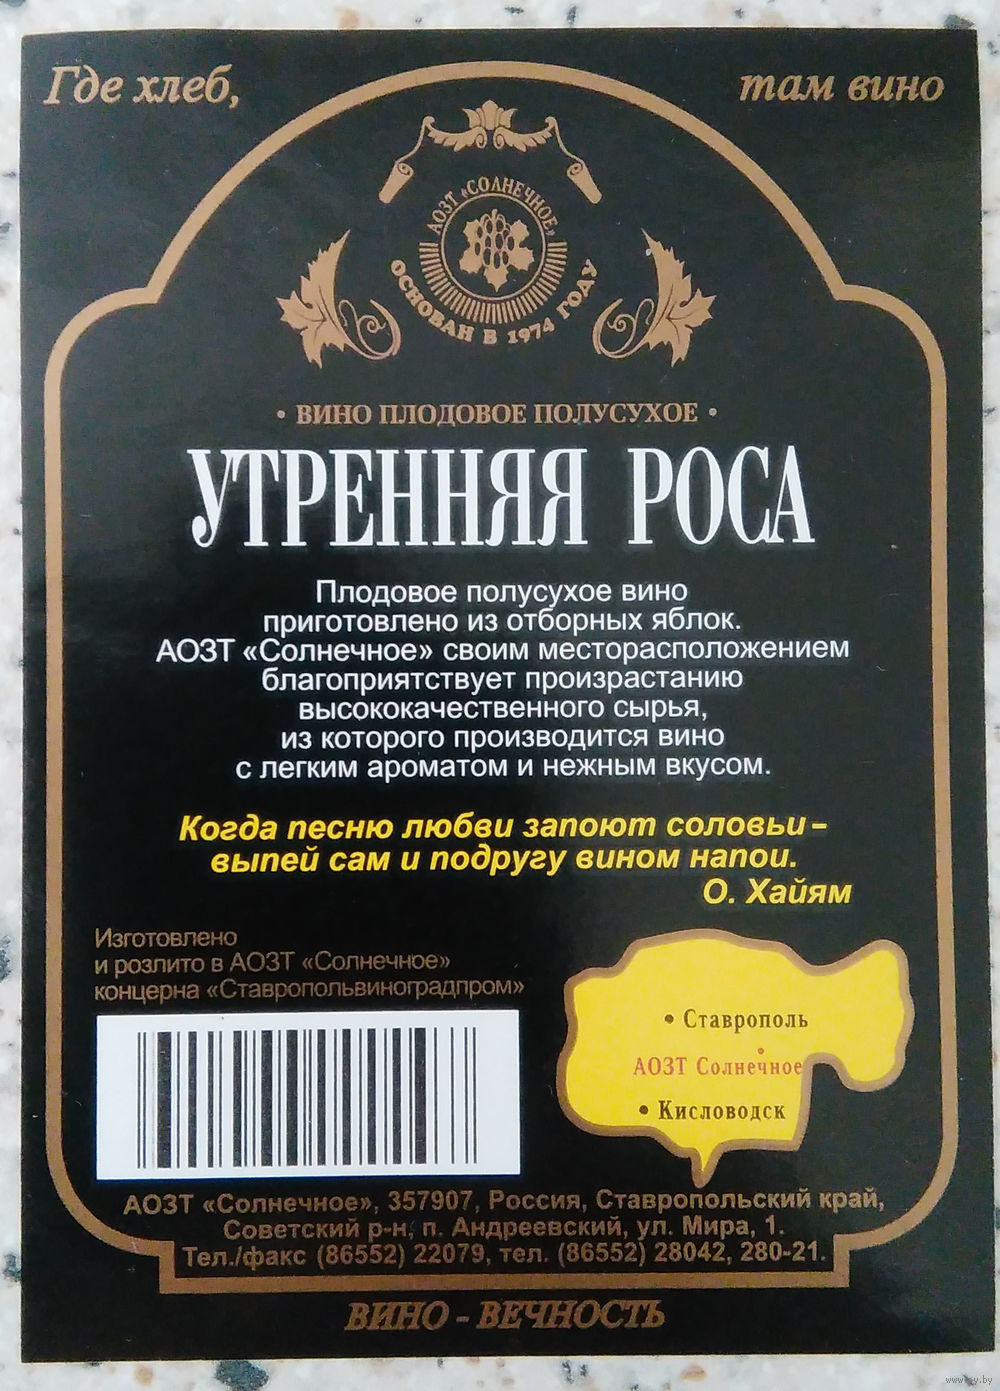 Где хлеб, там вино
АОЗТ «СОЛНЕЧНОЕ»
ОСНОВАН В 1974 ГОДУ
• ВИНО ПЛОДОВОЕ ПОЛУСУХОЕ •
УТРЕННЯЯ РОСА
Плодовое полусухое вино
приготовлено из отборных яблок.
АОЗТ «Солнечное» своим месторасположением
благоприятствует произрастанию
высококачественного сырья,
из которого производится вино
с легким ароматом и нежным вкусом.
Когда песню любви запоют соловьи –
выпей сам и подругу вином напои.
О. Хайям
Изготовлено
и розлито в АОЗТ «Солнечное»
концерна «Ставропольвиноградпром»
• Ставрополь
АОЗТ Солнечное
• Кисловодск
АОЗТ «Солнечное», 357907, Россия, Ставропольский край,
Советский р-н, п. Андреевский, ул. Мира, 1.
Тел./факс (86552) 22079, тел. (86552) 28042, 280-21.
ВИНО - ВЕЧНОСТЬ